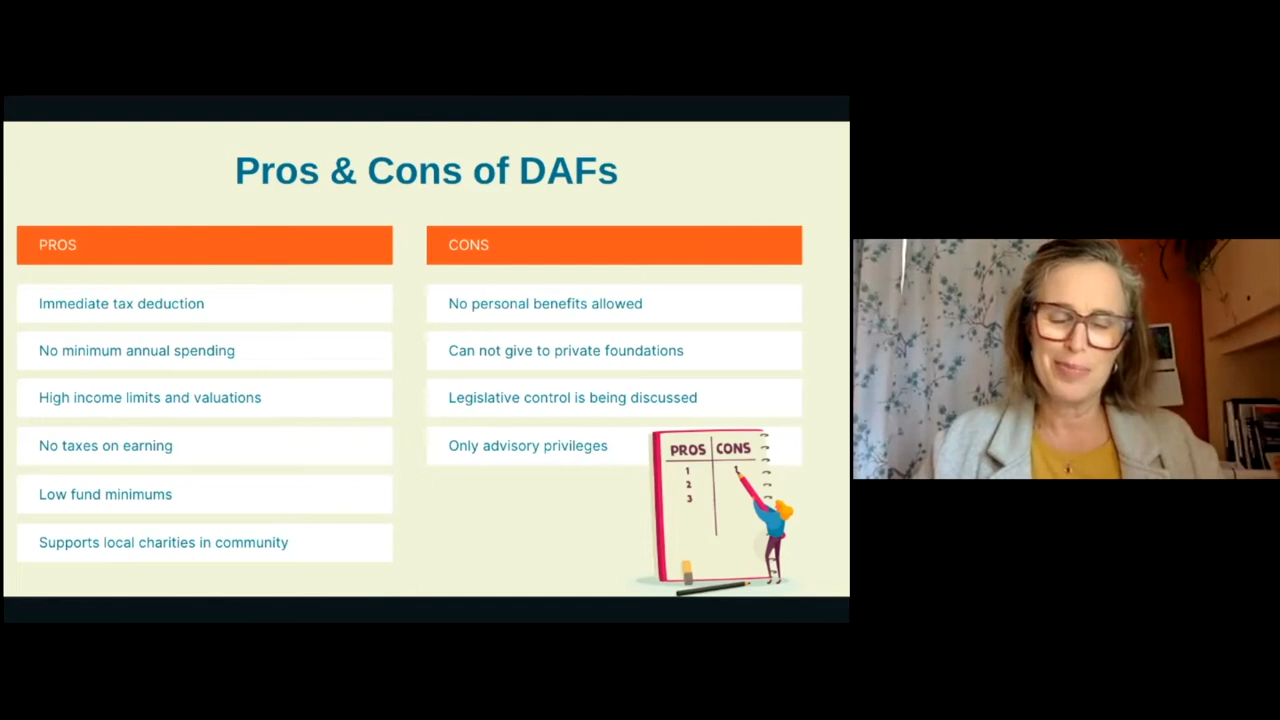 Pros & Cons of DAFs
PROS
Immediate tax deduction
No minimum annual spending
High income limits and valuations
No taxes on earning
Low fund minimums
Supports local charities in community
CONS
No personal benefits allowed
Can not give to private foundations
Legislative control is being discussed
Only advisory privileges
PROS CONS
1 1
2
3